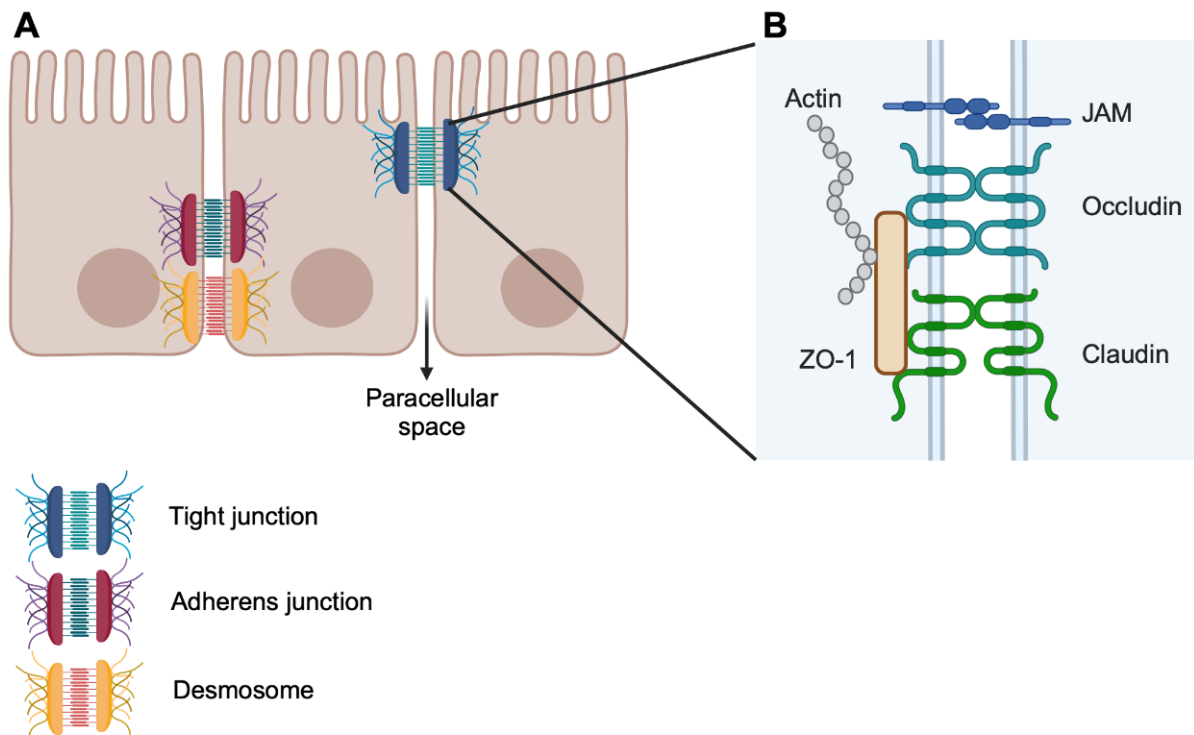 A
B
Actin
JAM
Occludin
ZO-1
Claudin
Paracellular
space
Tight junction
Adherens junction
Desmosome